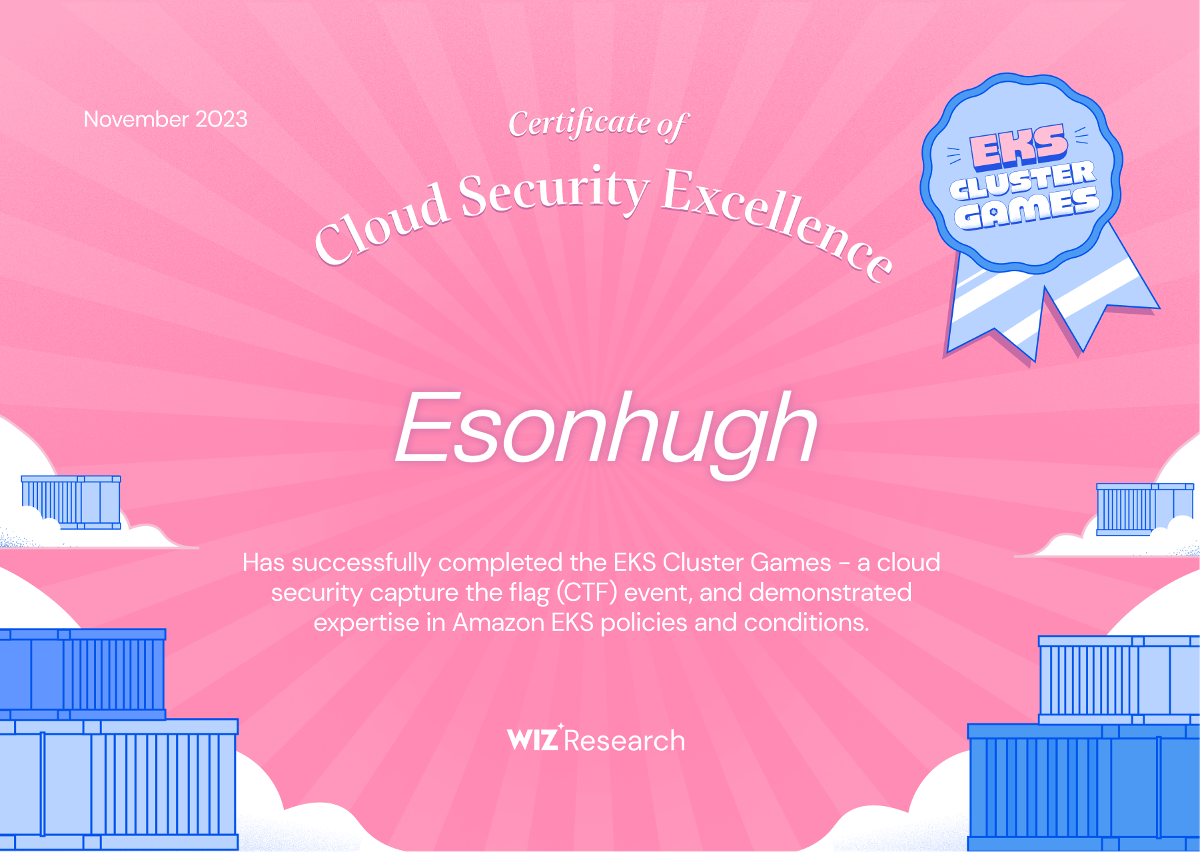 November 2023
Certificate of
Cloud Security Excellence
EKS
CLUSTER
GAMES
Esonhugh
Has successfully completed the EKS Cluster Games – a cloud
security capture the flag (CTF) event, and demonstrated
expertise in Amazon EKS policies and conditions.
WIZ Research